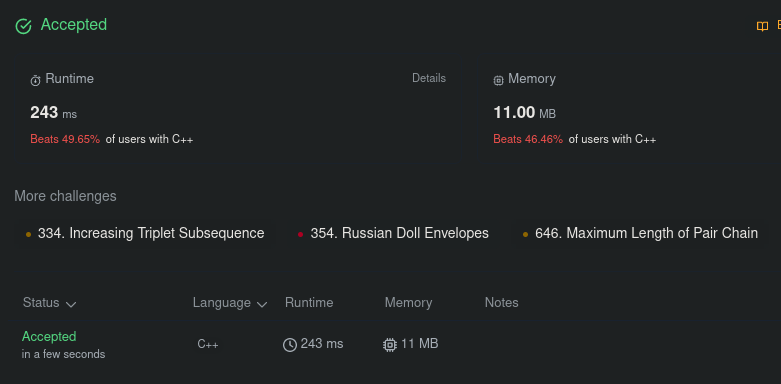 Accepted
Runtime
Details
Memory
243 ms
11.00 MB
Beats 49.65% of users with C++
Beats 46.46% of users with C++
More challenges
334. Increasing Triplet Subsequence
354. Russian Doll Envelopes
646. Maximum Length of Pair Chain
Status Language Runtime Memory Notes
Accepted
in a few seconds
C++
243 ms
11 MB